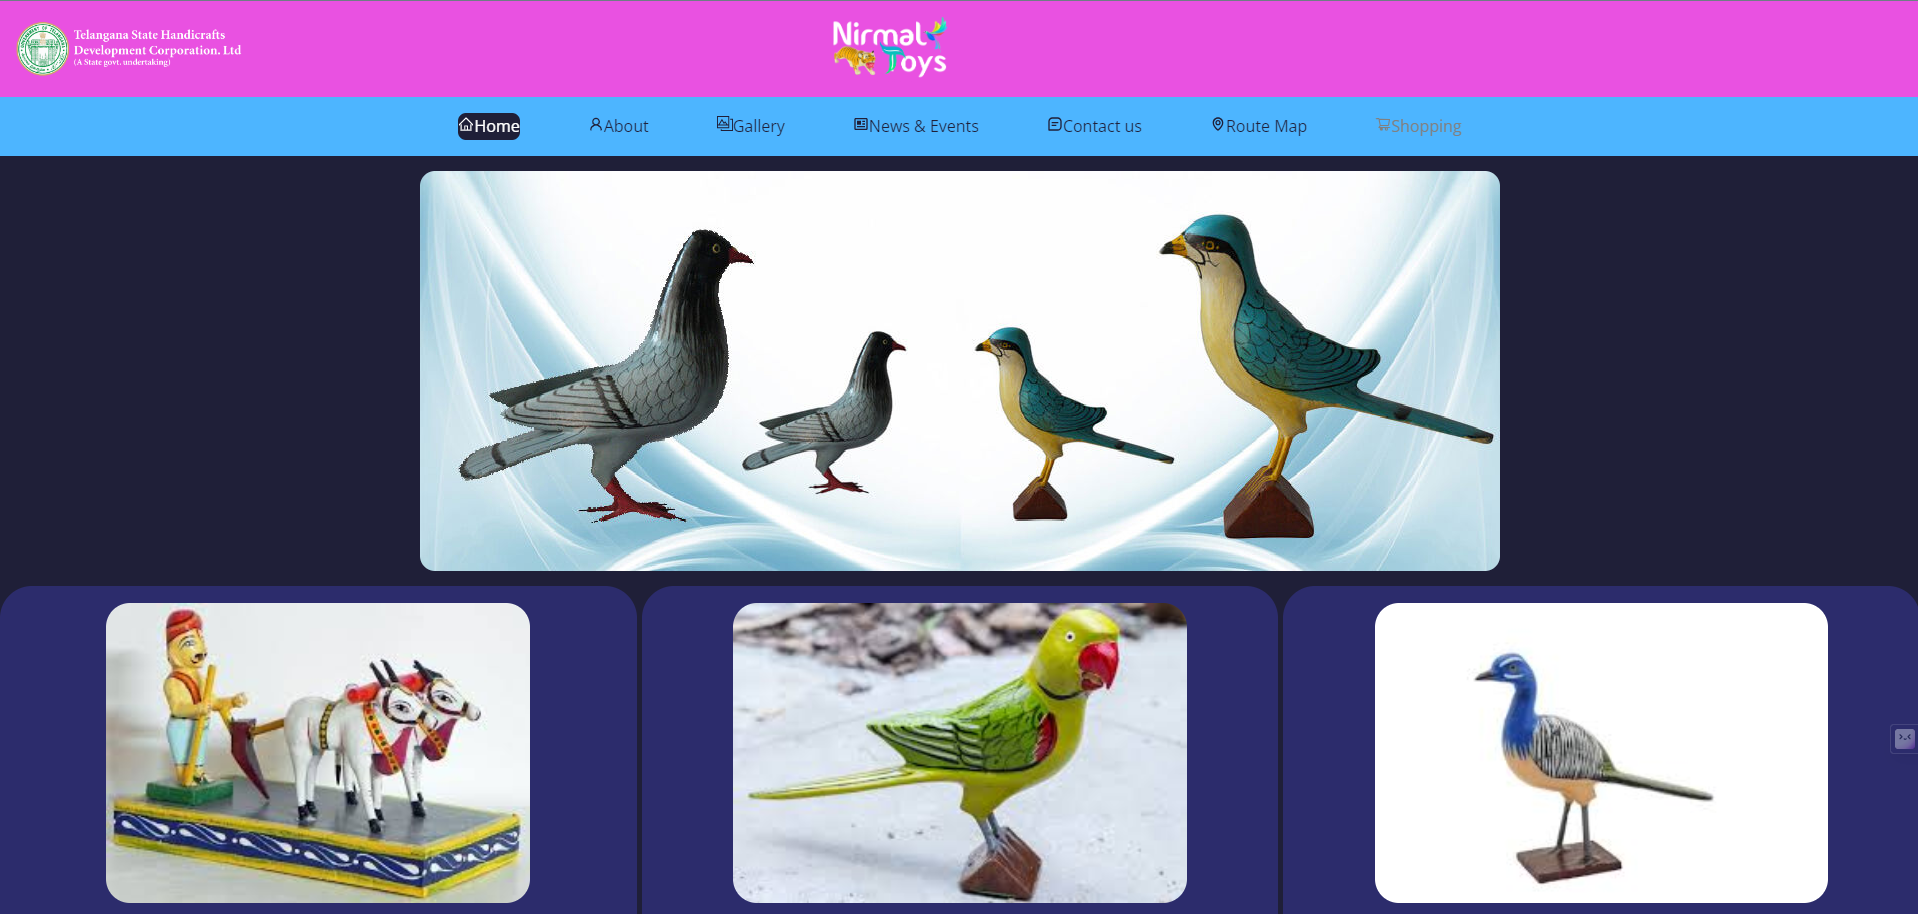 Telangana State Handicrafts
Development Corporation. Ltd
(A State govt. undertaking)
Nirmal
Toys
Home
About
Gallery
News & Events
Contact us
Route Map
Shopping